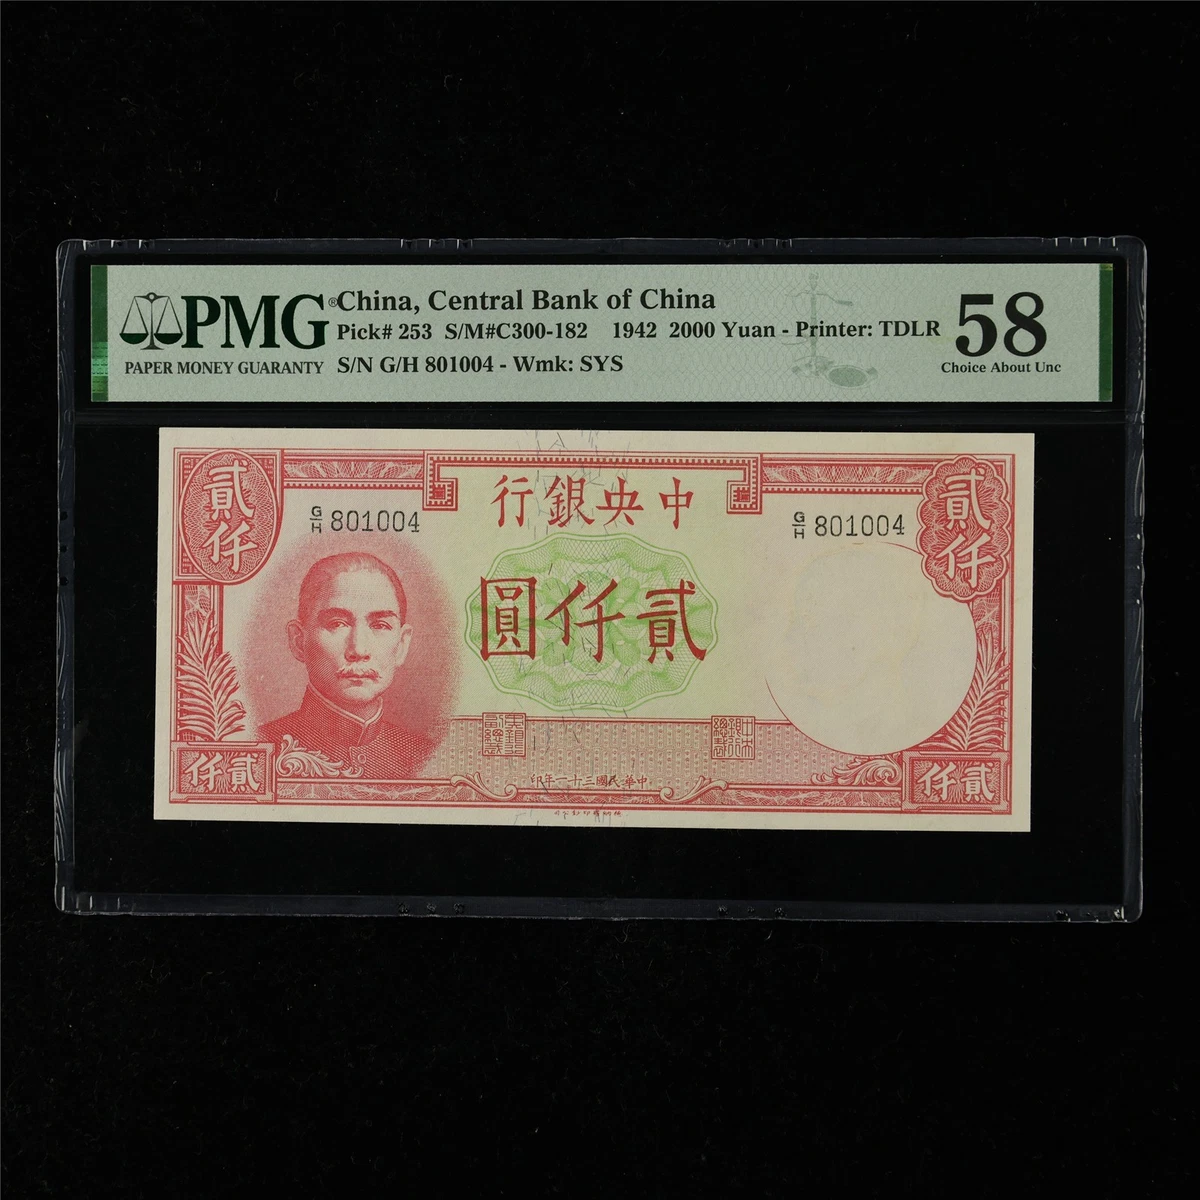 PMG®
PAPER MONEY GUARANTY
China, Central Bank of China
Pick# 253 S/M#C300-182 1942 2000 Yuan - Printer: TDLR
S/N G/H 801004 - Wmk: SYS
58
Choice About Unc
行銀央中
貳仟
貳仟
G/H 801004
G/H 801004
圓仟貳
印年一十三國民華中
仟貳
仟貳